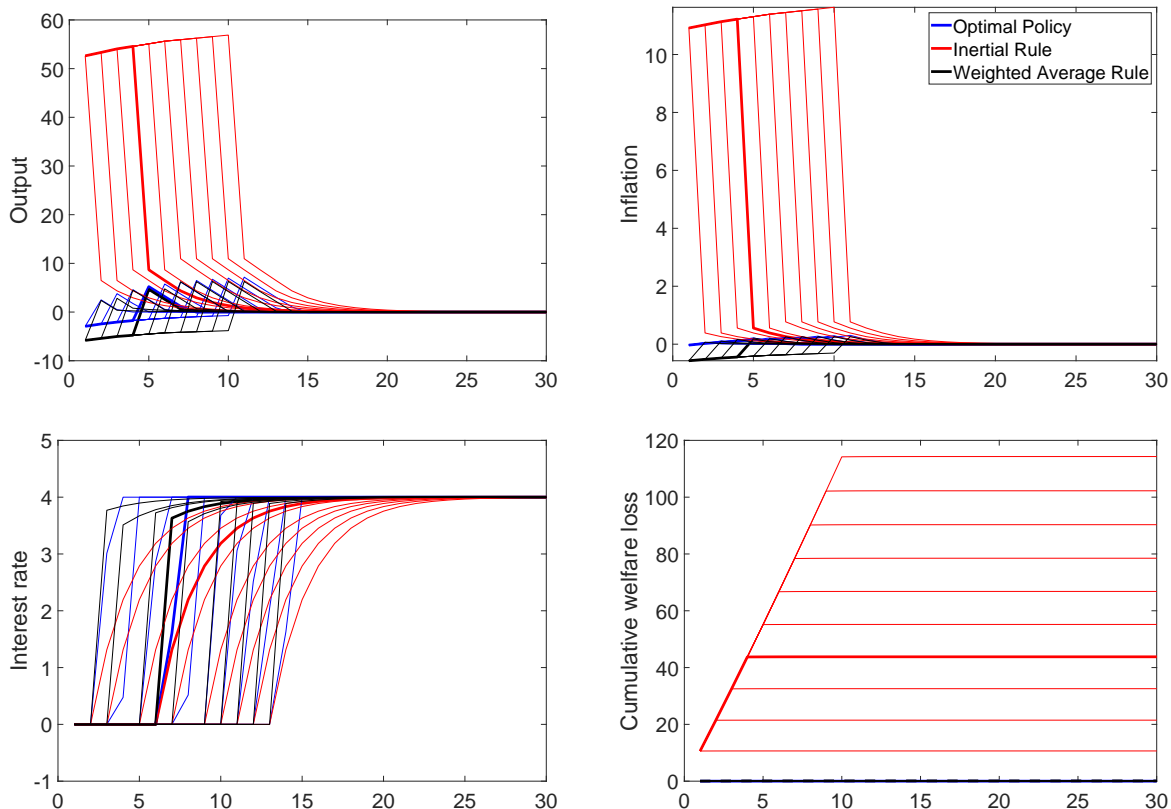 Output
60
50
40
30
20
10
0
-10
0 5 10 15 20 25 30
Inflation
10
8
6
4
2
0
0 5 10 15 20 25 30
Optimal Policy
Inertial Rule
Weighted Average Rule
Interest rate
5
4
3
2
1
0
-1
0 5 10 15 20 25 30
Cumulative welfare loss
120
100
80
60
40
20
0
0 5 10 15 20 25 30